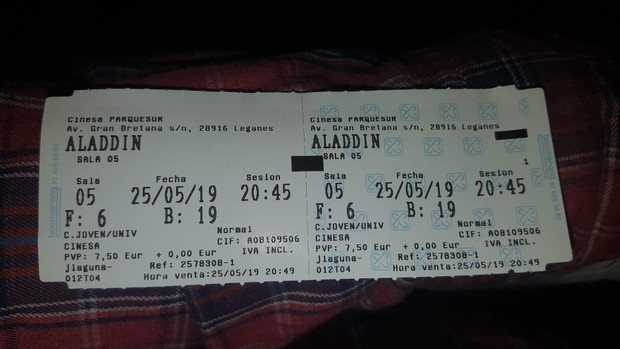 Cinesa PARQUESUR
Av. Gran Bretana s/n, 28916 Leganes
ALADDIN
SALA 05
Sala Fecha Sesion
05 25/05/19 20:45
F: 6 B: 19
C.JOVEN/UNIV Normal
CINESA CIF: A08109506
PVP: 7,50 Eur + 0,00 Eur IVA INCL.
jlaguna- Ref: 2578308-1
012T04 Hora venta:25/05/19 20:49
Cinesa PARQUESUR
Av. Gran Bretana s/n, 28916 Leganes
ALADDIN
SALA 05
1
Sala Fecha Sesion
05 25/05/19 20:45
F: 6 B: 19
C.JOVEN/UNIV Normal
CINESA CIF: A08109506
PVP: 7,50 Eur + 0,00 Eur IVA INCL.
jlaguna- Ref: 2578308-1
012T04 Hora venta:25/05/19 20:49